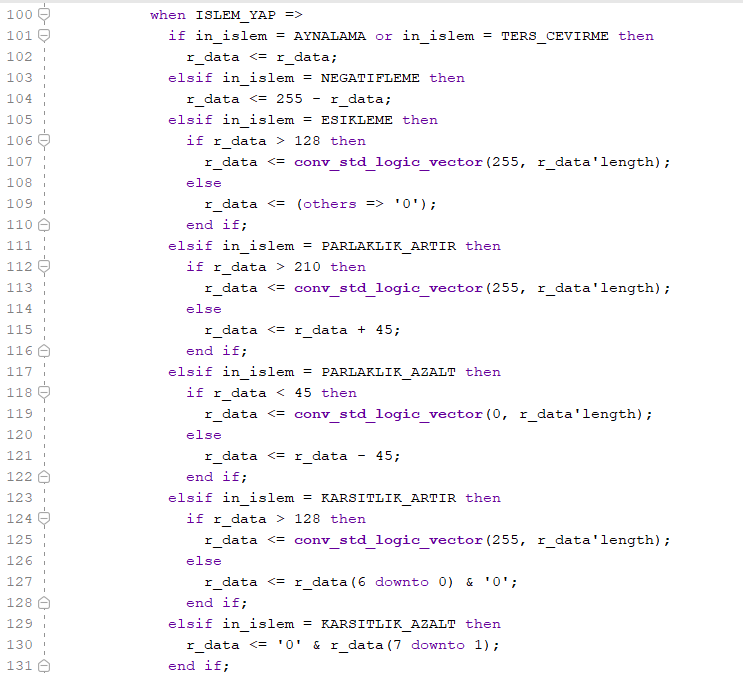 100 when ISLEM_YAP =>
101 if in_islem = AYNALAMA or in_islem = TERS_CEVIRME then
102 r_data <= r_data;
103 elsif in_islem = NEGATIFLEME then
104 r_data <= 255 - r_data;
105 elsif in_islem = ESIKLEME then
106 if r_data > 128 then
107 r_data <= conv_std_logic_vector(255, r_data'length);
108 else
109 r_data <= (others => '0');
110 end if;
111 elsif in_islem = PARLAKLIK_ARTIR then
112 if r_data > 210 then
113 r_data <= conv_std_logic_vector(255, r_data'length);
114 else
115 r_data <= r_data + 45;
116 end if;
117 elsif in_islem = PARLAKLIK_AZALT then
118 if r_data < 45 then
119 r_data <= conv_std_logic_vector(0, r_data'length);
120 else
121 r_data <= r_data - 45;
122 end if;
123 elsif in_islem = KARSITLIK_ARTIR then
124 if r_data > 128 then
125 r_data <= conv_std_logic_vector(255, r_data'length);
126 else
127 r_data <= r_data(6 downto 0) & '0';
128 end if;
129 elsif in_islem = KARSITLIK_AZALT then
130 r_data <= '0' & r_data(7 downto 1);
131 end if;